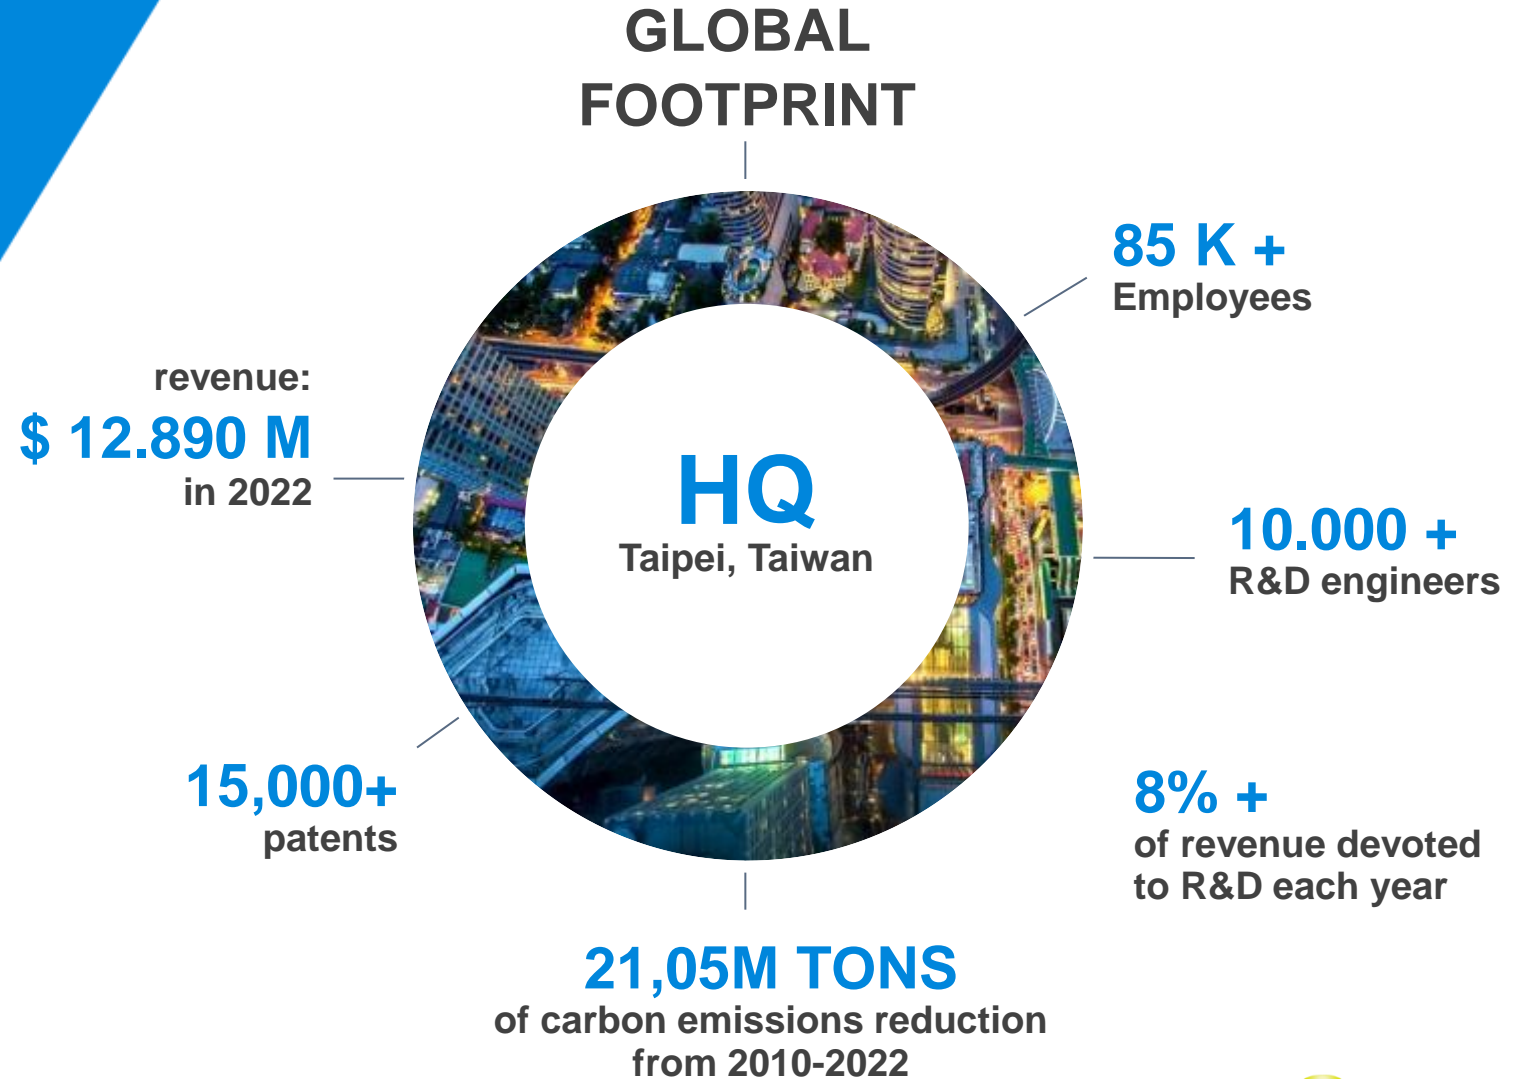 GLOBAL
FOOTPRINT
85 K +
Employees
revenue:
$ 12.890 M
in 2022
HQ
Taipei, Taiwan
10.000 +
R&D engineers
15,000+
patents
8% +
of revenue devoted
to R&D each year
21,05M TONS
of carbon emissions reduction
from 2010-2022